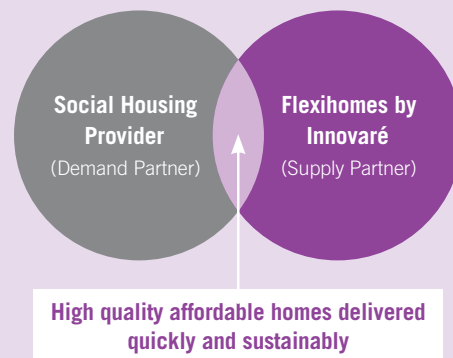 Social Housing
Provider
(Demand Partner)
Flexihomes by
Innovaré
(Supply Partner)
High quality affordable homes delivered
quickly and sustainably